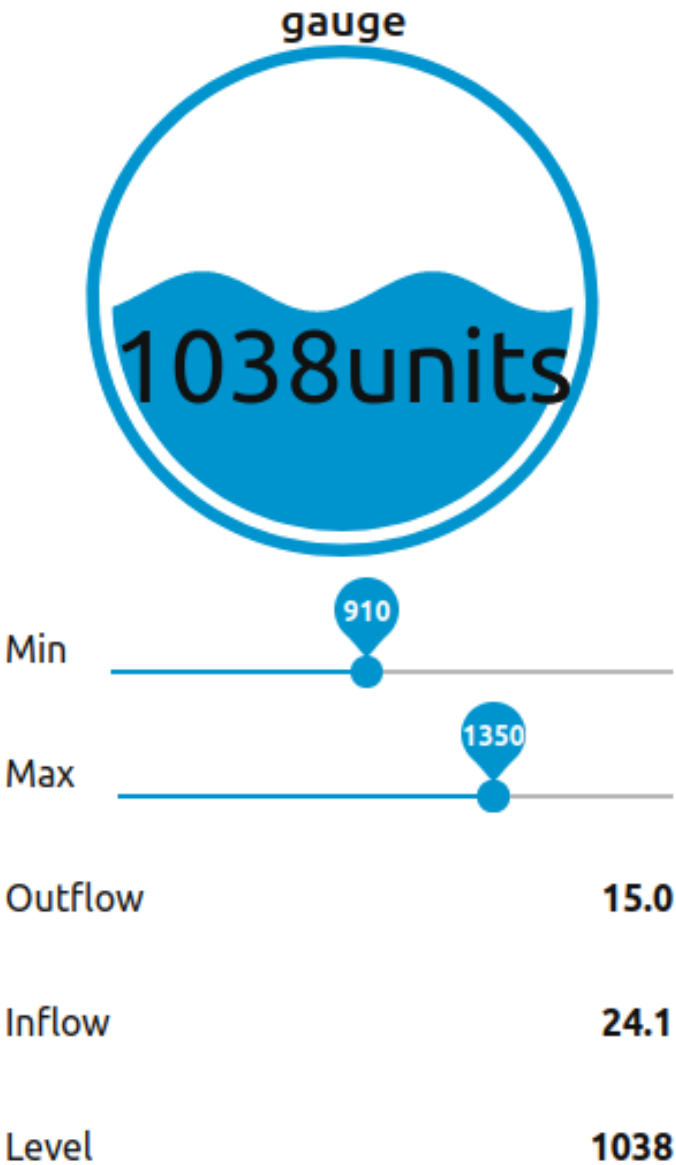 gauge
1038units
910
Min
1350
Max
Outflow 15.0
Inflow 24.1
Level 1038